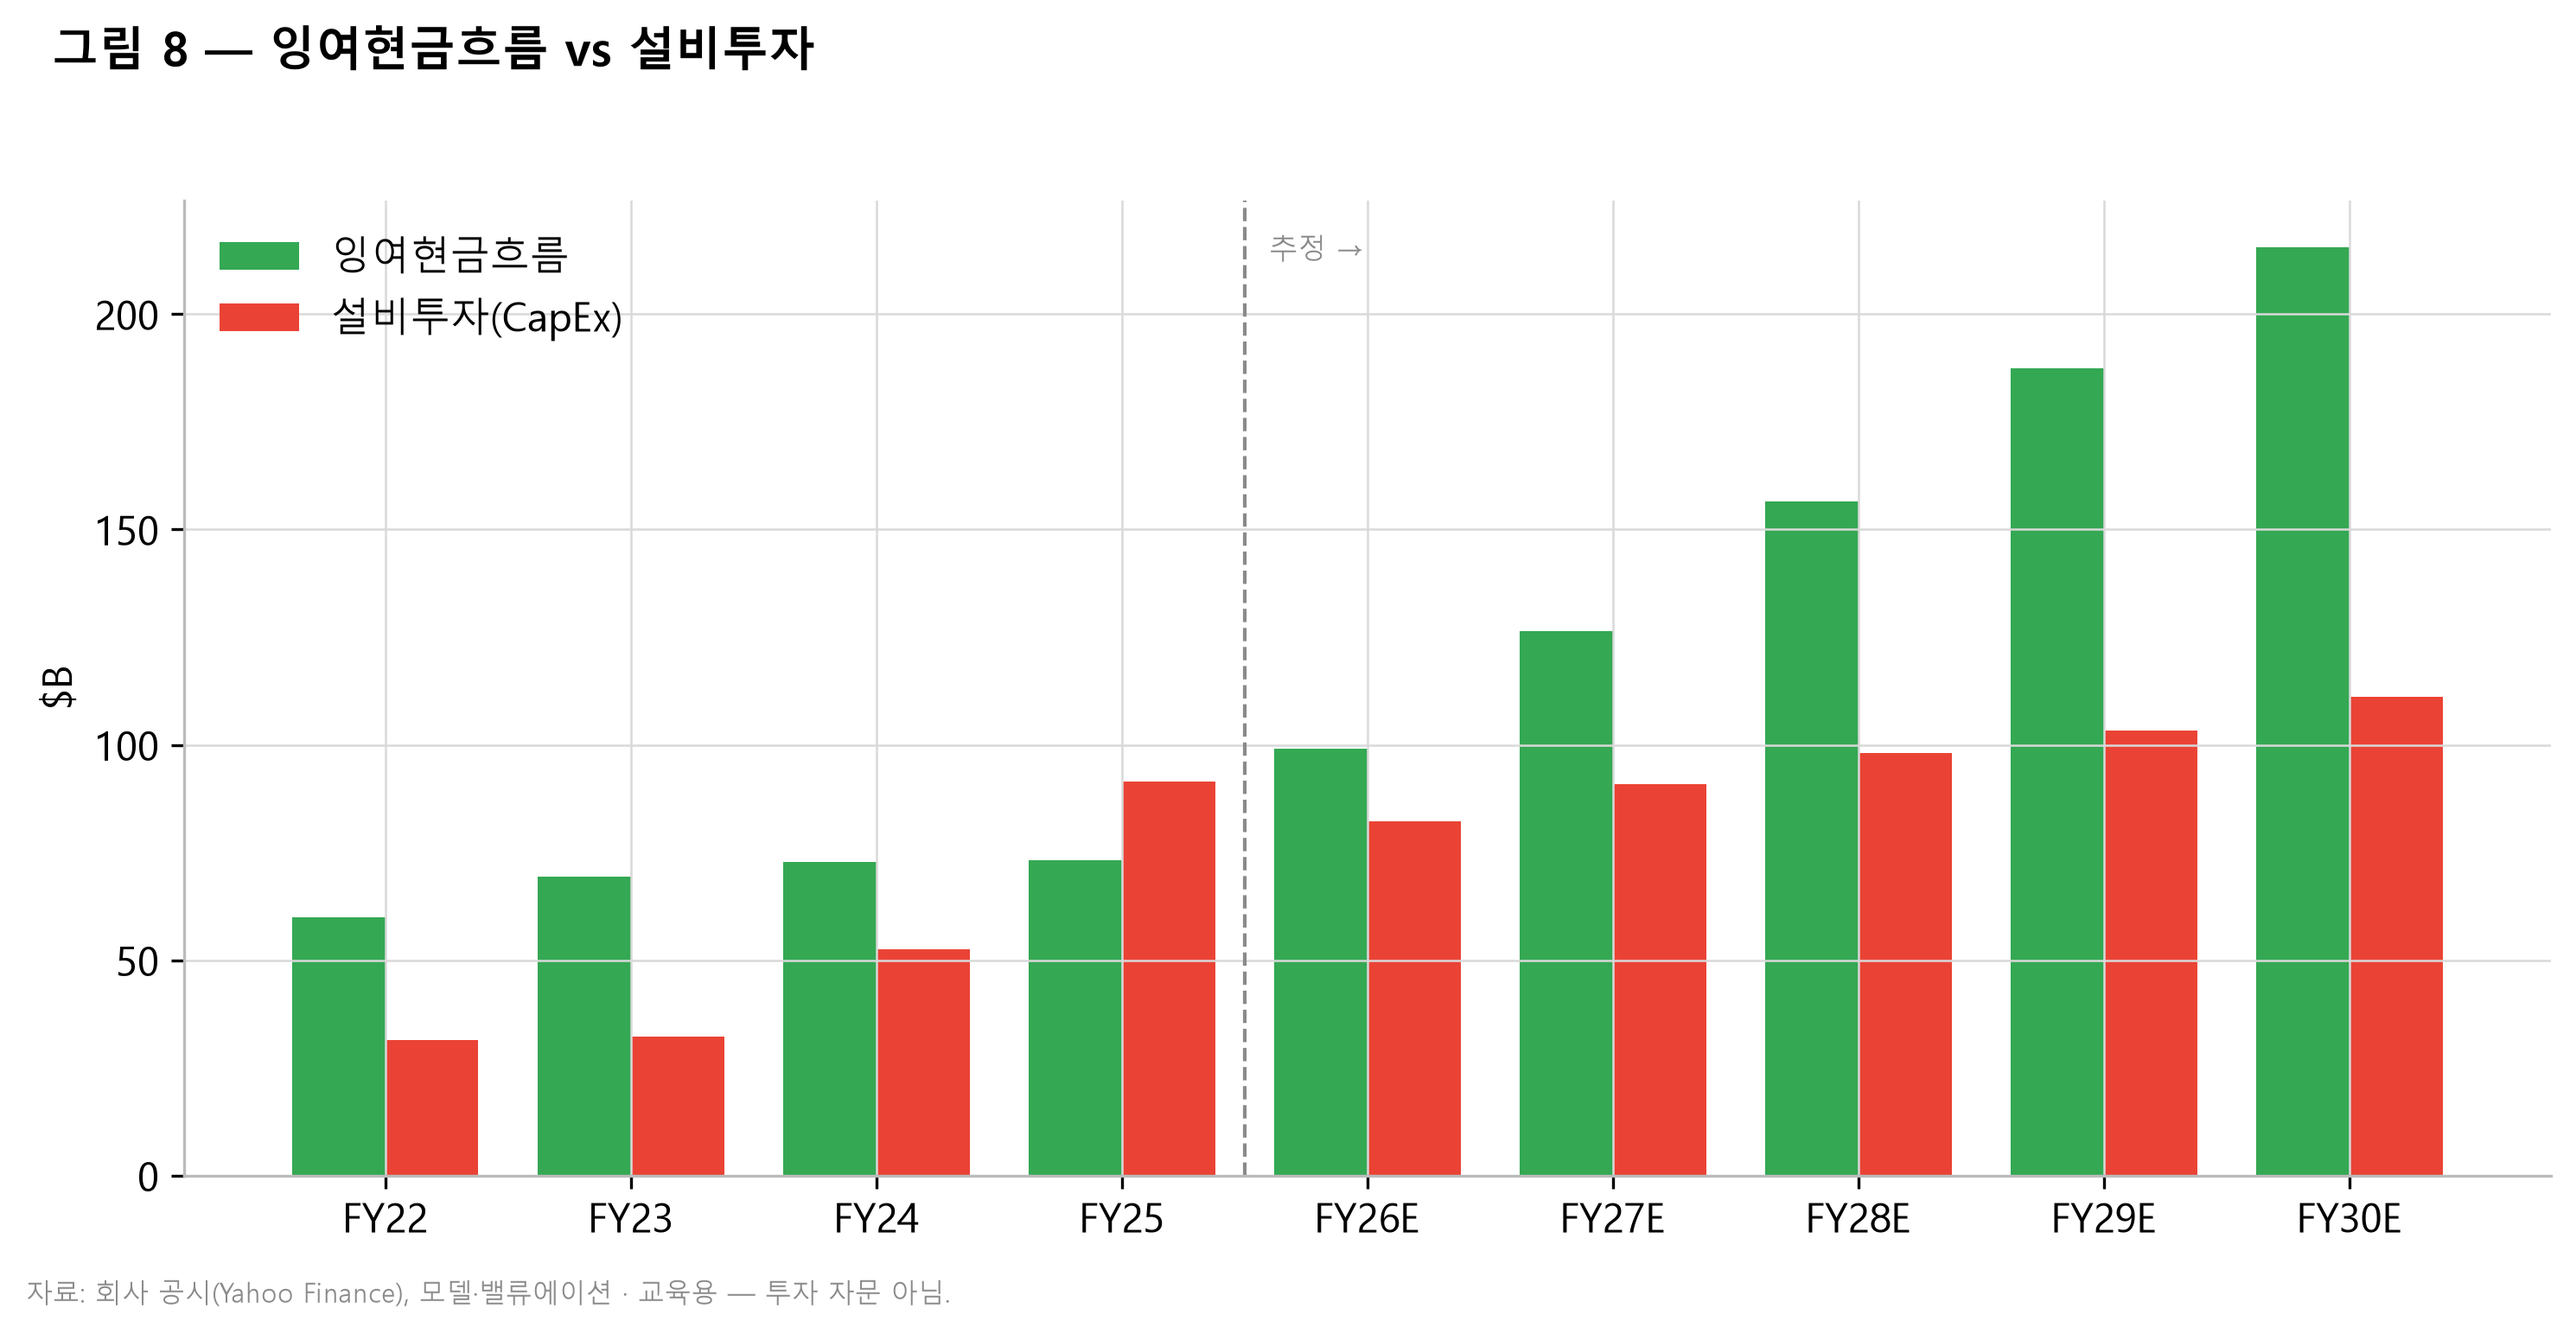 그림 8 — 잉여현금흐름 vs 설비투자
잉여현금흐름
설비투자(CapEx)
추정 →
200
150
100
50
0
$B
FY22 FY23 FY24 FY25 FY26E FY27E FY28E FY29E FY30E
자료: 회사 공시(Yahoo Finance), 모델·밸류에이션 · 교육용 — 투자 자문 아님.